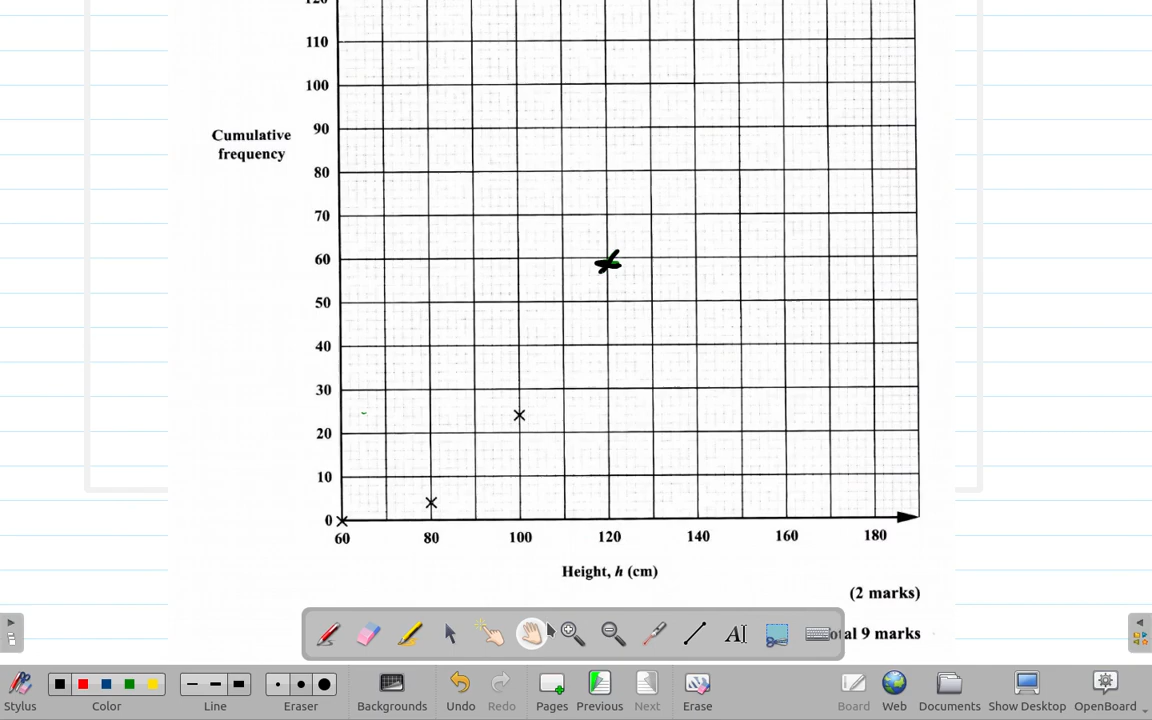 120
110
100
Cumulative
frequency
90
80
70
60
50
40
30
20
10
0
60 80 100 120 140 160 180
Height, h (cm)
(2 marks)
otal 9 marks
Stylus
Color
Line
Eraser
Backgrounds
Undo
Redo
Pages
Previous
Next
Erase
Board
Web
Documents
Show Desktop
OpenBoard